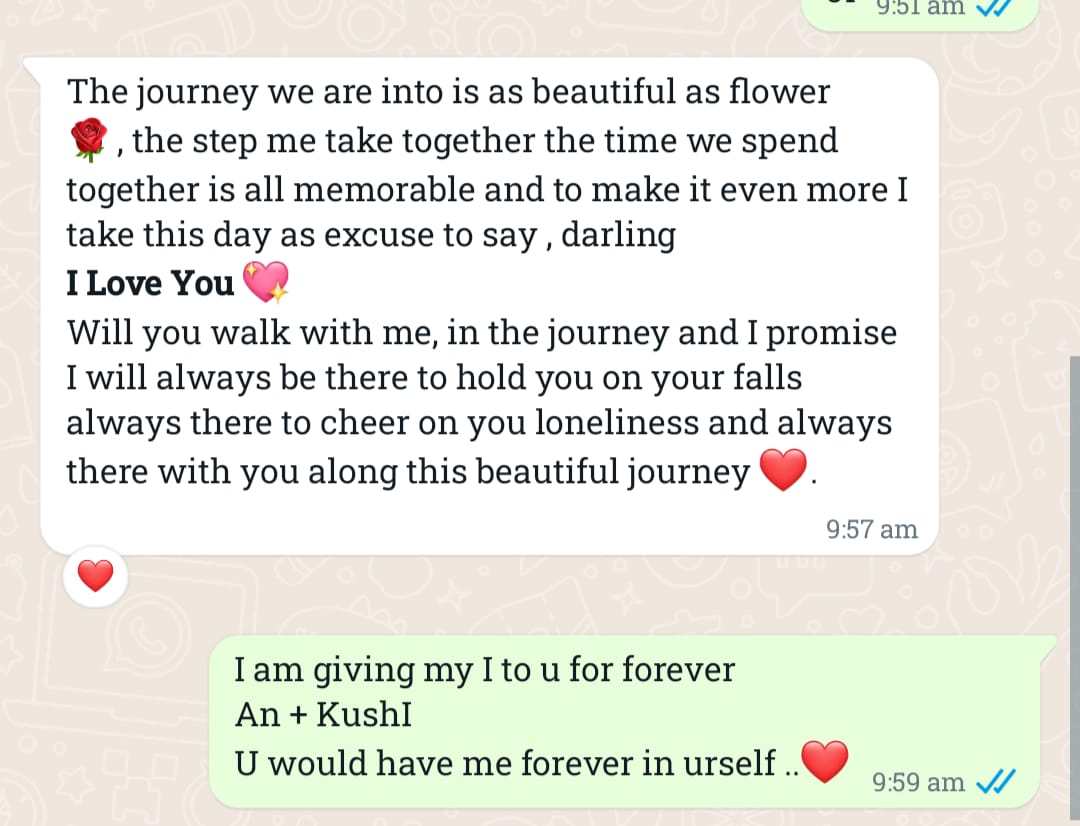 9:51 am
The journey we are into is as beautiful as flower
🌹, the step me take together the time we spend
together is all memorable and to make it even more I
take this day as excuse to say , darling
I Love You 💖
Will you walk with me, in the journey and I promise
I will always be there to hold you on your falls
always there to cheer on you loneliness and always
there with you along this beautiful journey ❤️.
9:57 am
❤️
I am giving my I to u for forever
An + KushI
U would have me forever in urself ..❤️
9:59 am